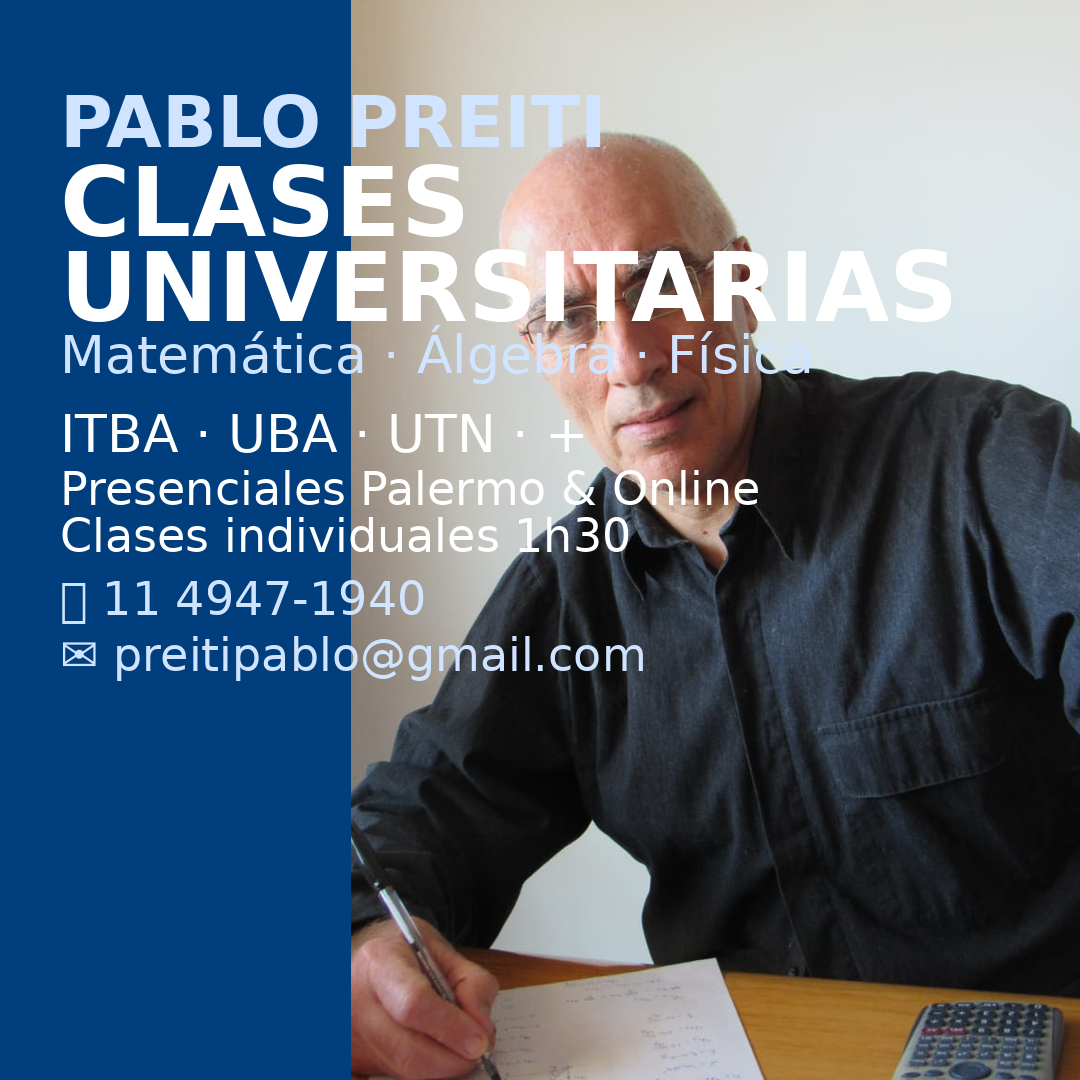 PABLO PREITI
CLASES
UNIVERSITARIAS
Matemática · Álgebra · Física
ITBA · UBA · UTN · +
Presenciales Palermo & Online
Clases individuales 1h30
11 4947-1940
✉ preitipablo@gmail.com